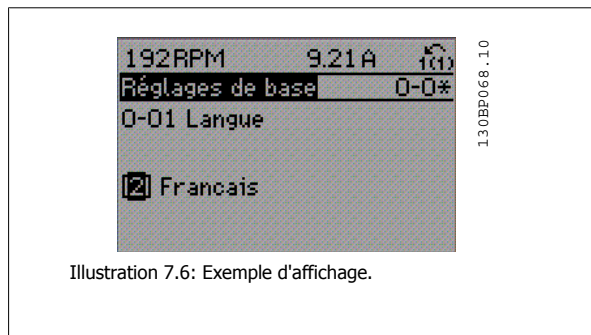 192RPM 9.21A 1(1)
Réglages de base 0-0*
0-01 Langue
[2] Francais
130BP068.10
Illustration 7.6: Exemple d'affichage.